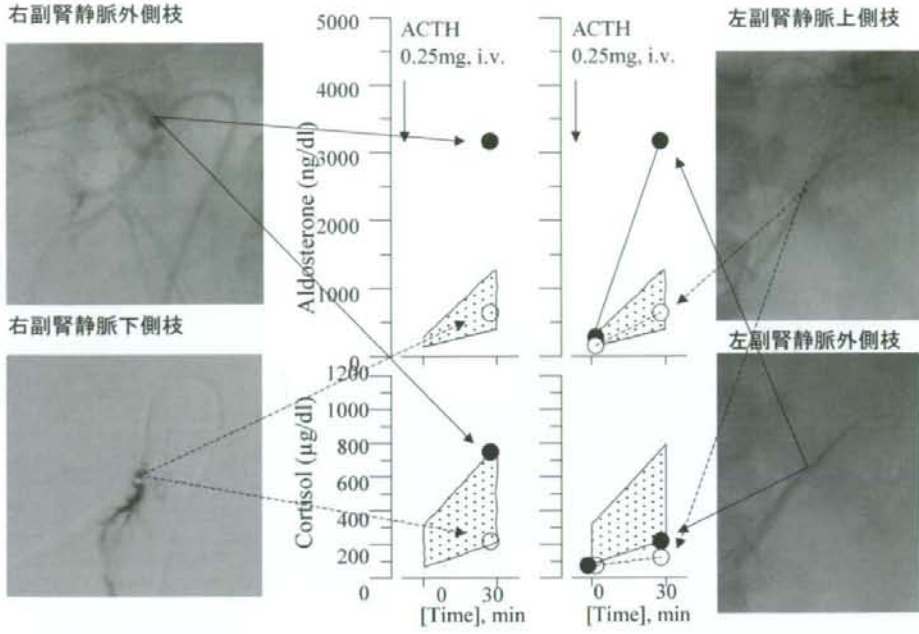 右副腎静脈外側枝
右副腎静脈下側枝
5000
4000
3000
2000
1000
0
Aldosterone (ng/dl)
ACTH
0.25mg, i.v.
ACTH
0.25mg, i.v.
1200
1000
800
600
400
200
0
Cortisol (μg/dl)
0 30
[Time], min
0 30
[Time], min
左副腎静脈上側枝
左副腎静脈外側枝